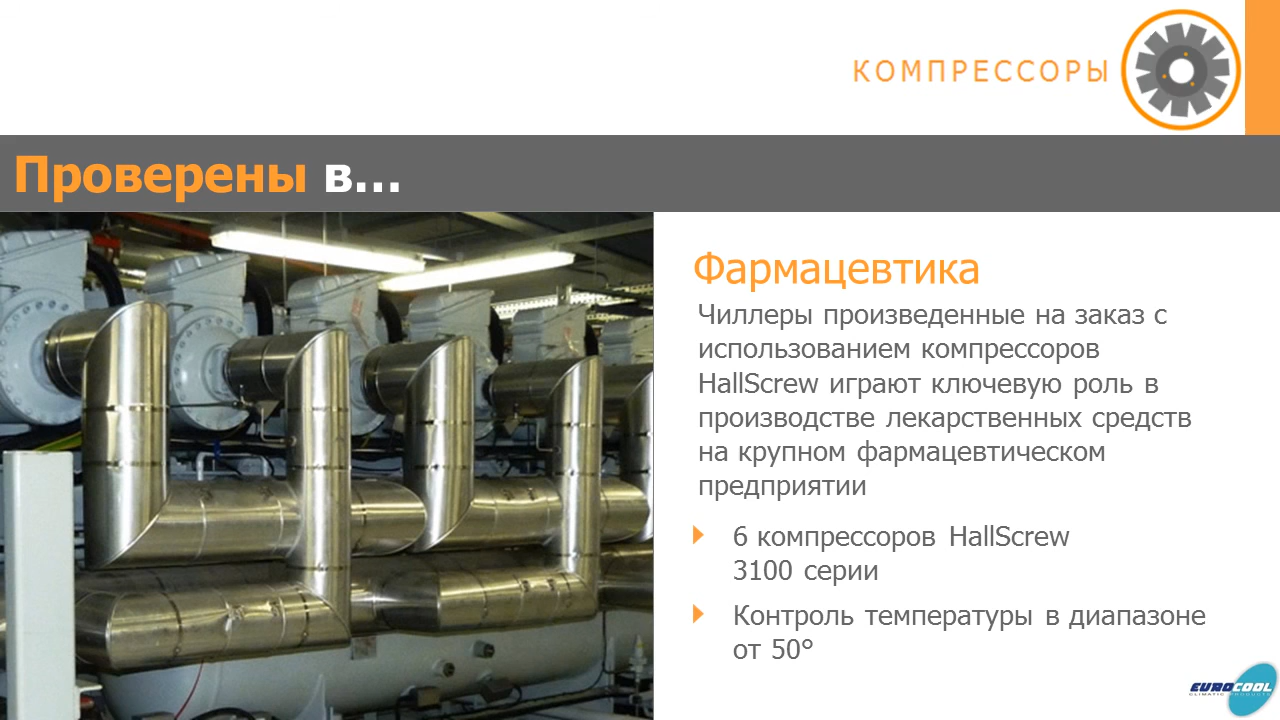 КОМПРЕССОРЫ
Проверены в...
Фармацевтика
Чиллеры произведенные на заказ с
использованием компрессоров
HallScrew играют ключевую роль в
производстве лекарственных средств
на крупном фармацевтическом
предприятии
6 компрессоров HallScrew
3100 серии
Контроль температуры в диапазоне
от 50°
EUROCOOL
CLIMATIC PRODUCTS